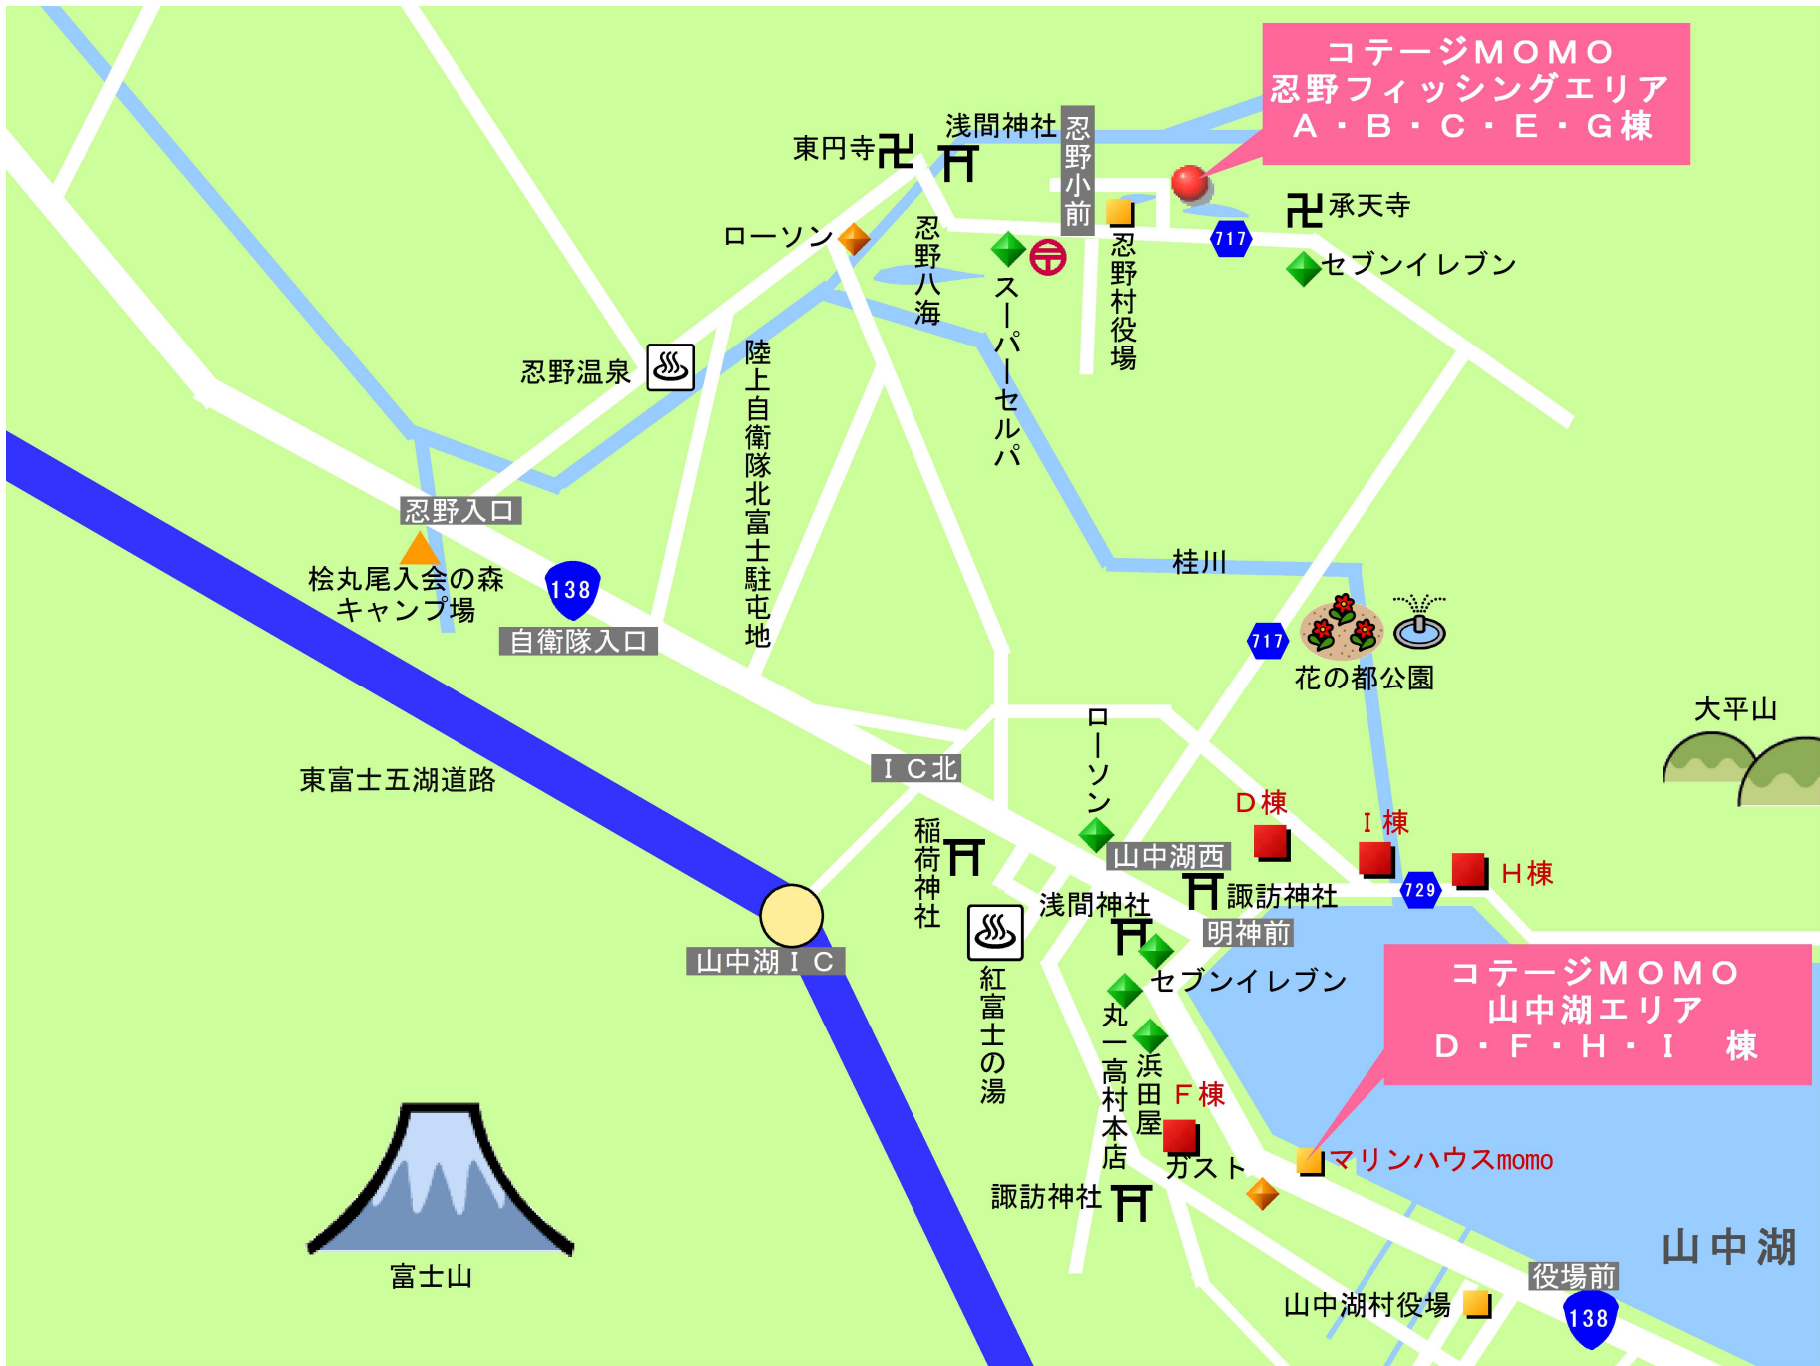 コテージＭＯＭＯ
忍野フィッシングエリア
Ａ・Ｂ・Ｃ・Ｅ・Ｇ棟
浅間神社
忍野小前
東円寺
承天寺
ローソン
忍野八海
717
セブンイレブン
忍野村役場
スーパーセルパ
忍野温泉
陸上自衛隊北富士駐屯地
忍野入口
桧丸尾入会の森
キャンプ場
138
自衛隊入口
桂川
717
花の都公園
大平山
東富士五湖道路
ＩＣ北
ローソン
Ｄ棟
Ｉ棟
Ｈ棟
稲荷神社
山中湖西
729
諏訪神社
浅間神社
明神前
山中湖ＩＣ
セブンイレブン
紅富士の湯
丸一高村本店
浜田屋
コテージＭＯＭＯ
山中湖エリア
Ｄ・Ｆ・Ｈ・Ｉ　棟
Ｆ棟
ガスト
マリンハウスmomo
諏訪神社
山中湖
富士山
役場前
山中湖村役場
138